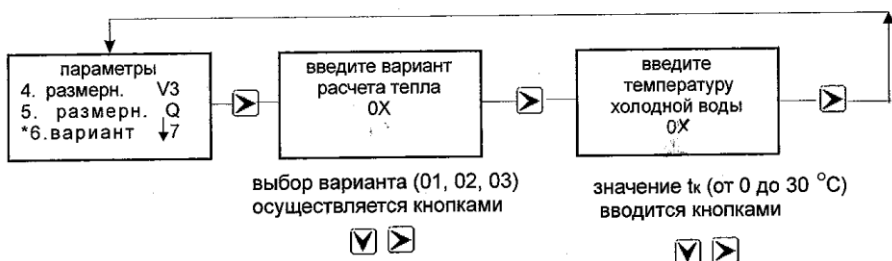 параметры
4. размерн. V3
5. размерн. Q
*6.вариант ↓7
введите вариант
расчета тепла
0X
выбор варианта (01, 02, 03)
осуществляется кнопками
введите
температуру
холодной воды
0X
значение tк (от 0 до 30 °С)
вводится кнопками